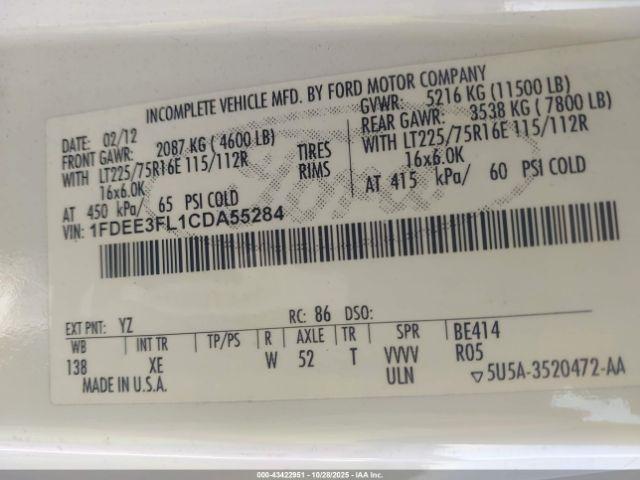 INCOMPLETE VEHICLE MFD. BY FORD MOTOR COMPANY
DATE: 02/12 GVWR: 5216 KG (11500 LB)
FRONT GAWR: 2087 KG ( 4600 LB) REAR GAWR: 3538 KG ( 7800 LB)
WITH LT225/75R16E 115/112R TIRES WITH LT225/75R16E 115/112R
16x6.0K RIMS 16x6.0K
AT 450 kPa/ 65 PSI COLD AT 415 kPa/ 60 PSI COLD
VIN: 1FDEE3FL1CDA55284
EXT PNT: YZ RC: 86 DSO:
WB INT TR TP/PS R AXLE TR SPR BE414
138 XE W 52 T VVVV R05
MADE IN U.S.A. ULN ▽5U5A-3520472-AA
000-43422951 - 10/28/2025 - IAA Inc.